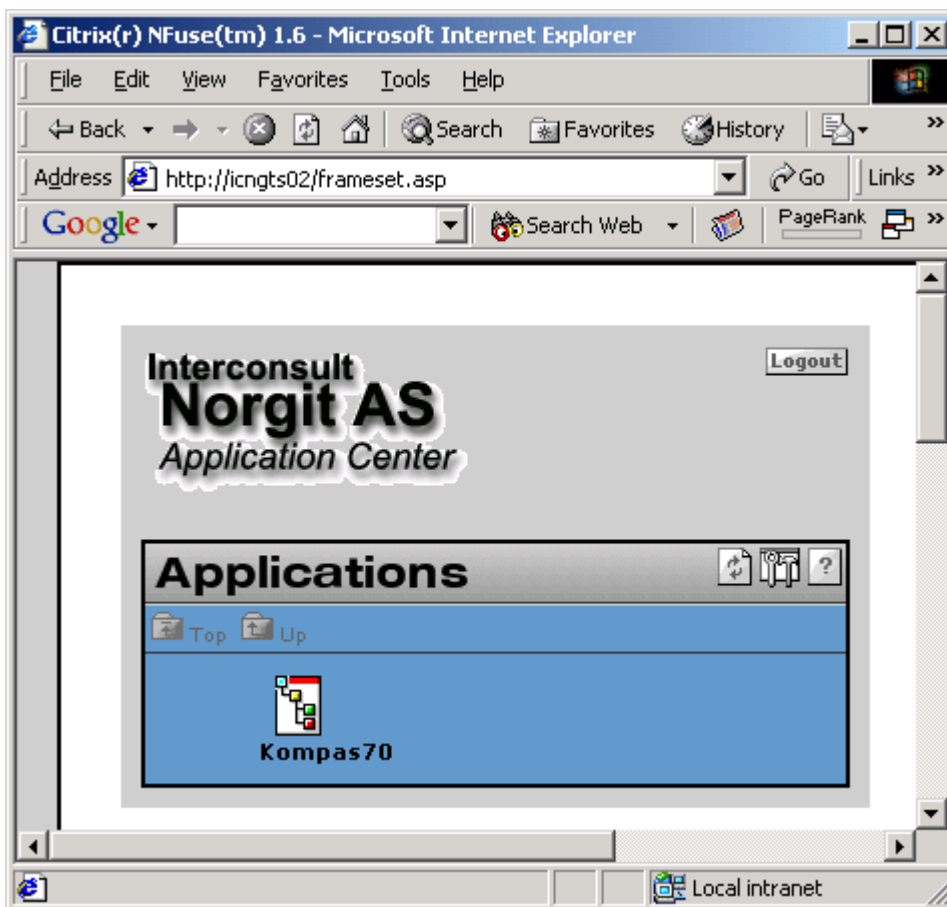 Citrix(r) NFuse(tm) 1.6 - Microsoft Internet Explorer
File Edit View Favorites Tools Help
Back Search Favorites History »
Address http://icngts02/frameset.asp Go Links »
Google Search Web PageRank »
Logout
Interconsult
Norgit AS
Application Center
Applications ?
Top Up
Kompas70
Local intranet